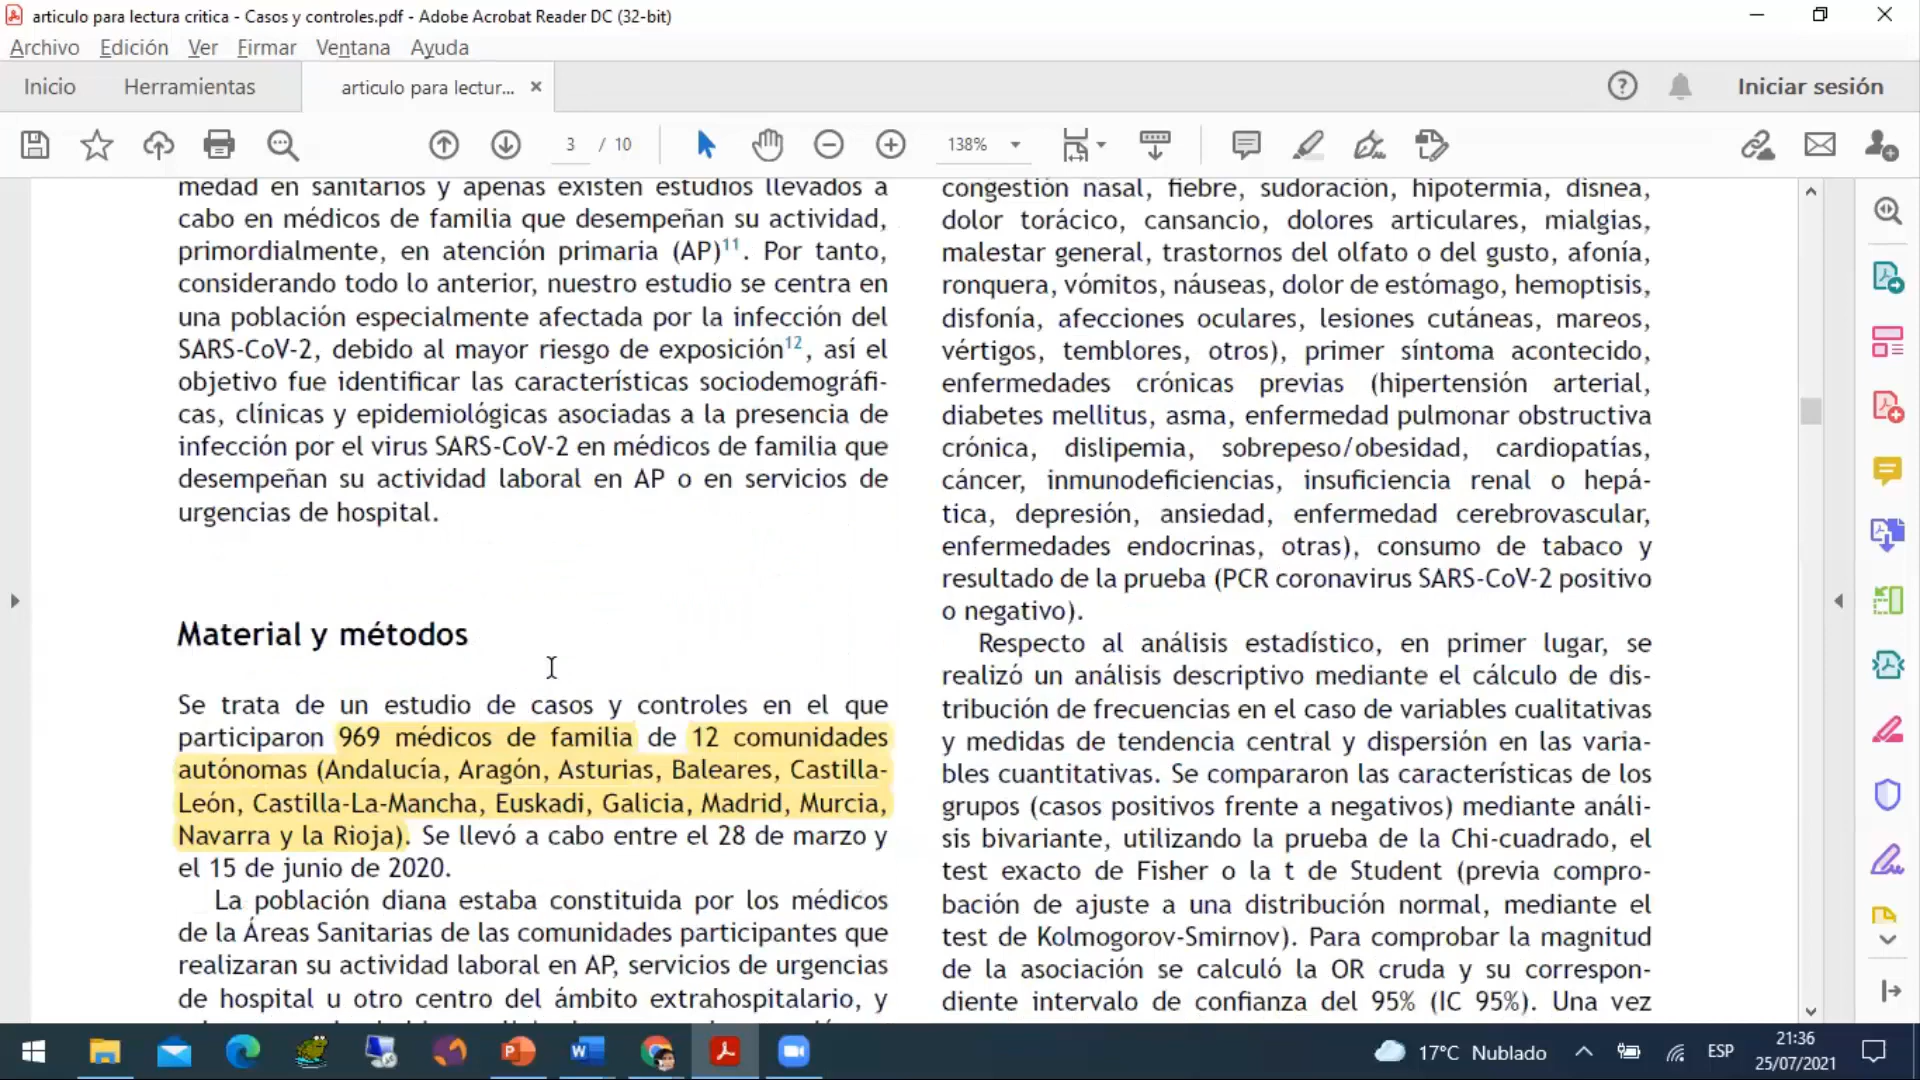 articulo para lectura critica - Casos y controles.pdf - Adobe Acrobat Reader DC (32-bit)
Archivo Edición Ver Firmar Ventana Ayuda
Inicio Herramientas articulo para lectur... Iniciar sesión
3 / 10 138%
medad en sanitarios y apenas existen estudios llevados a
cabo en médicos de familia que desempeñan su actividad,
primordialmente, en atención primaria (AP)11. Por tanto,
considerando todo lo anterior, nuestro estudio se centra en
una población especialmente afectada por la infección del
SARS-CoV-2, debido al mayor riesgo de exposición12, así el
objetivo fue identificar las características sociodemográfi-
cas, clínicas y epidemiológicas asociadas a la presencia de
infección por el virus SARS-CoV-2 en médicos de familia que
desempeñan su actividad laboral en AP o en servicios de
urgencias de hospital.
Material y métodos
Se trata de un estudio de casos y controles en el que
participaron 969 médicos de familia de 12 comunidades
autónomas (Andalucía, Aragón, Asturias, Baleares, Castilla-
León, Castilla-La-Mancha, Euskadi, Galicia, Madrid, Murcia,
Navarra y la Rioja). Se llevó a cabo entre el 28 de marzo y
el 15 de junio de 2020.
La población diana estaba constituida por los médicos
de la Áreas Sanitarias de las comunidades participantes que
realizaran su actividad laboral en AP, servicios de urgencias
de hospital u otro centro del ámbito extrahospitalario, y
congestión nasal, fiebre, sudoración, hipotermia, disnea,
dolor torácico, cansancio, dolores articulares, mialgias,
malestar general, trastornos del olfato o del gusto, afonía,
ronquera, vómitos, náuseas, dolor de estómago, hemoptisis,
disfonía, afecciones oculares, lesiones cutáneas, mareos,
vértigos, temblores, otros), primer síntoma acontecido,
enfermedades crónicas previas (hipertensión arterial,
diabetes mellitus, asma, enfermedad pulmonar obstructiva
crónica, dislipemia, sobrepeso/obesidad, cardiopatías,
cáncer, inmunodeficiencias, insuficiencia renal o hepá-
tica, depresión, ansiedad, enfermedad cerebrovascular,
enfermedades endocrinas, otras), consumo de tabaco y
resultado de la prueba (PCR coronavirus SARS-CoV-2 positivo
o negativo).
Respecto al análisis estadístico, en primer lugar, se
realizó un análisis descriptivo mediante el cálculo de dis-
tribución de frecuencias en el caso de variables cualitativas
y medidas de tendencia central y dispersión en las varia-
bles cuantitativas. Se compararon las características de los
grupos (casos positivos frente a negativos) mediante análi-
sis bivariante, utilizando la prueba de la Chi-cuadrado, el
test exacto de Fisher o la t de Student (previa compro-
bación de ajuste a una distribución normal, mediante el
test de Kolmogorov-Smirnov). Para comprobar la magnitud
de la asociación se calculó la OR cruda y su correspon-
diente intervalo de confianza del 95% (IC 95%). Una vez
17°C Nublado ESP 21:36
25/07/2021